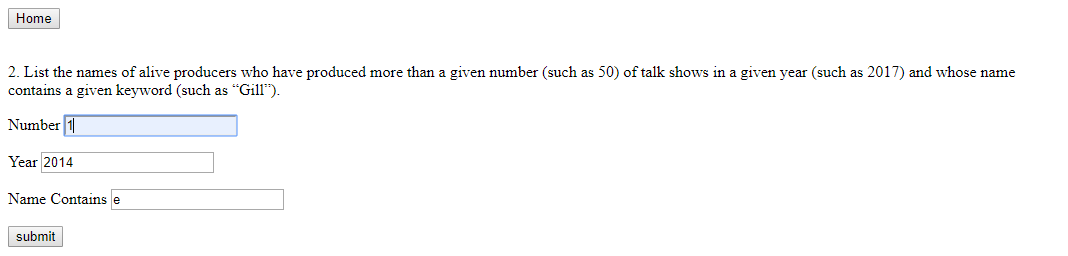 Home
2. List the names of alive producers who have produced more than a given number (such as 50) of talk shows in a given year (such as 2017) and whose name
contains a given keyword (such as “Gill”).
Number 1
Year 2014
Name Contains e
submit